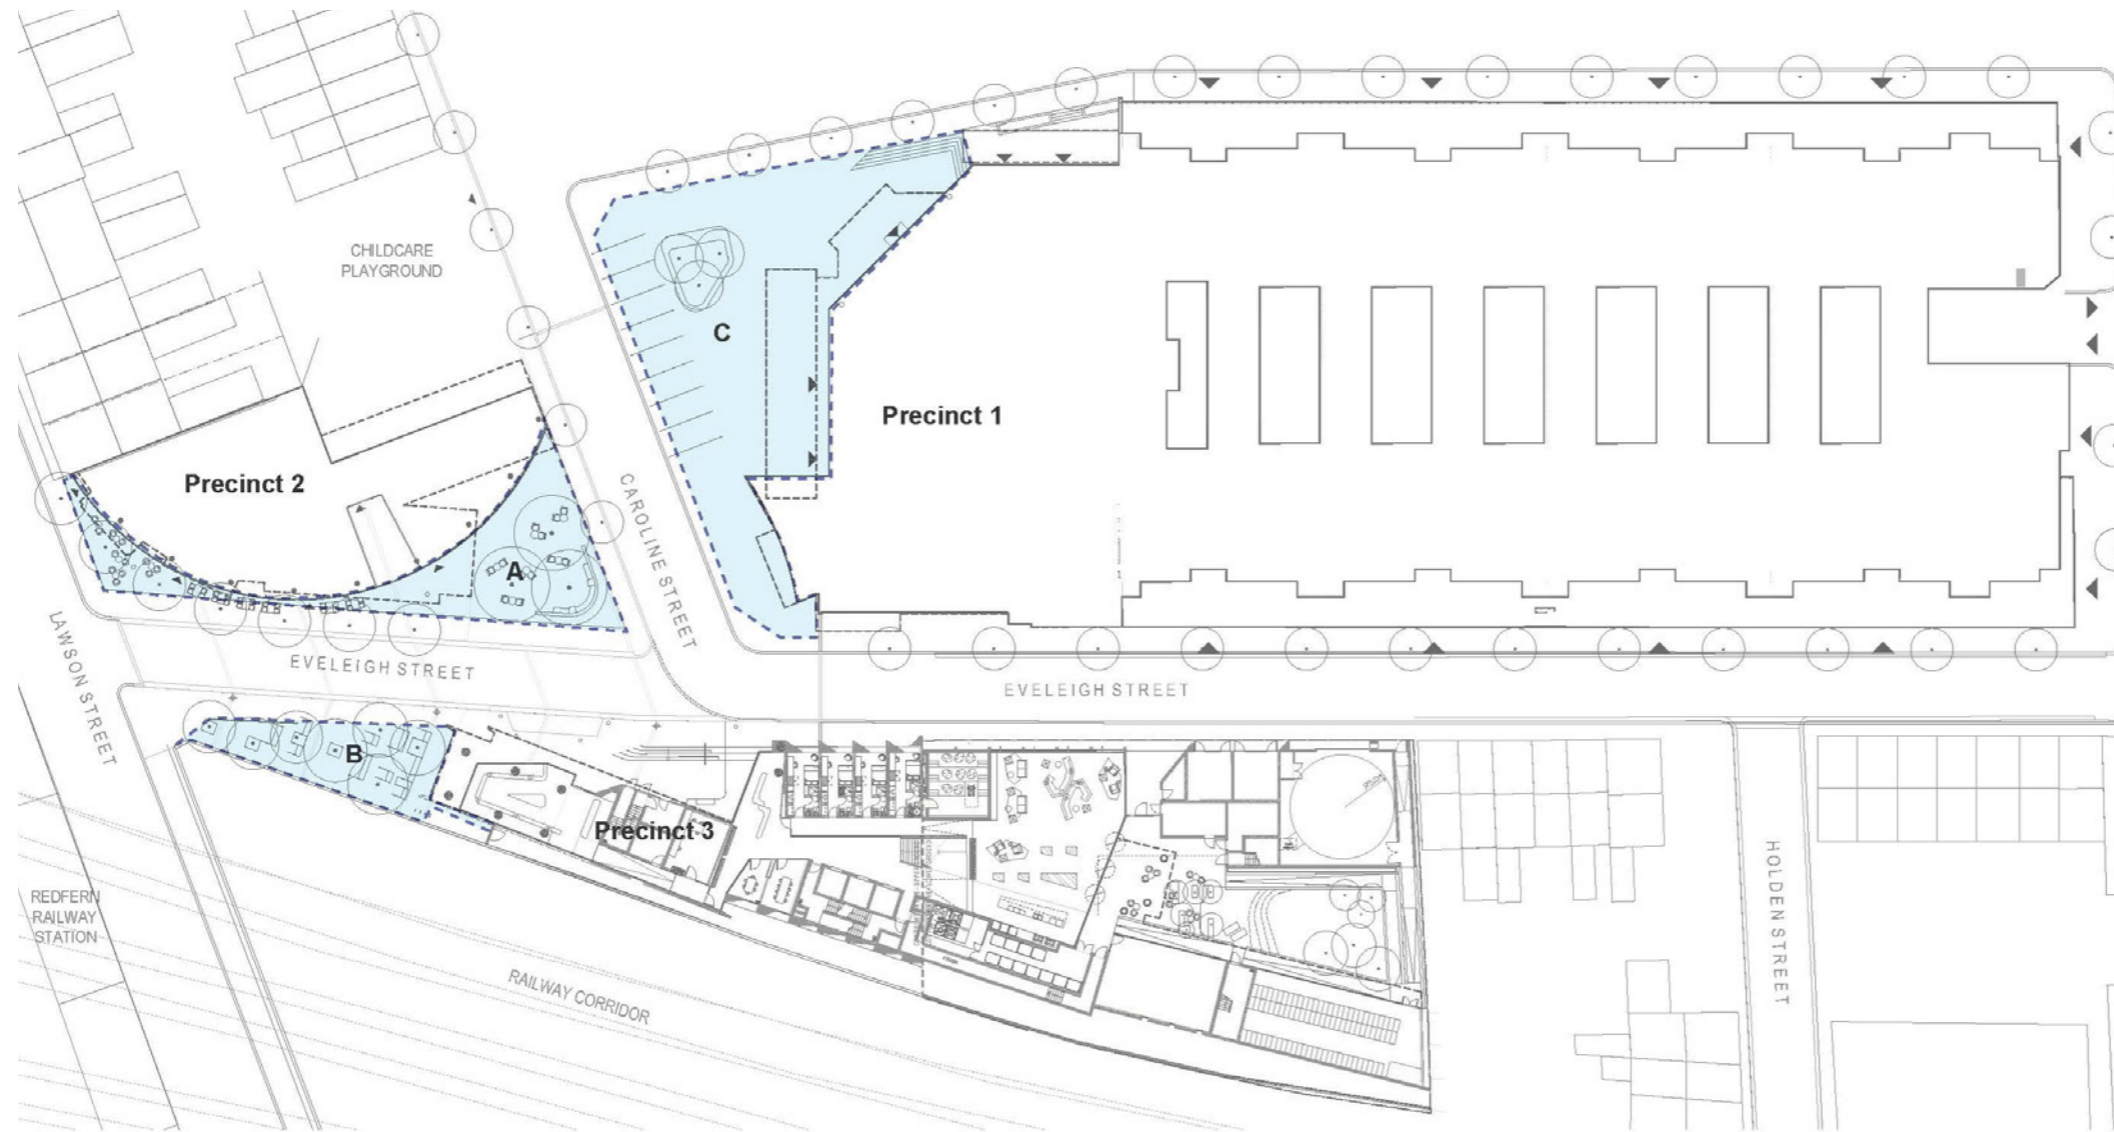 CHILDCARE
PLAYGROUND
C
Precinct 1
Precinct 2
A
CAROLINE STREET
LAWSON STREET
EVELEIGH STREET
EVELEIGH STREET
B
Precinct 3
REDFERN
RAILWAY
STATION
RAILWAY CORRIDOR
HOLDEN STREET